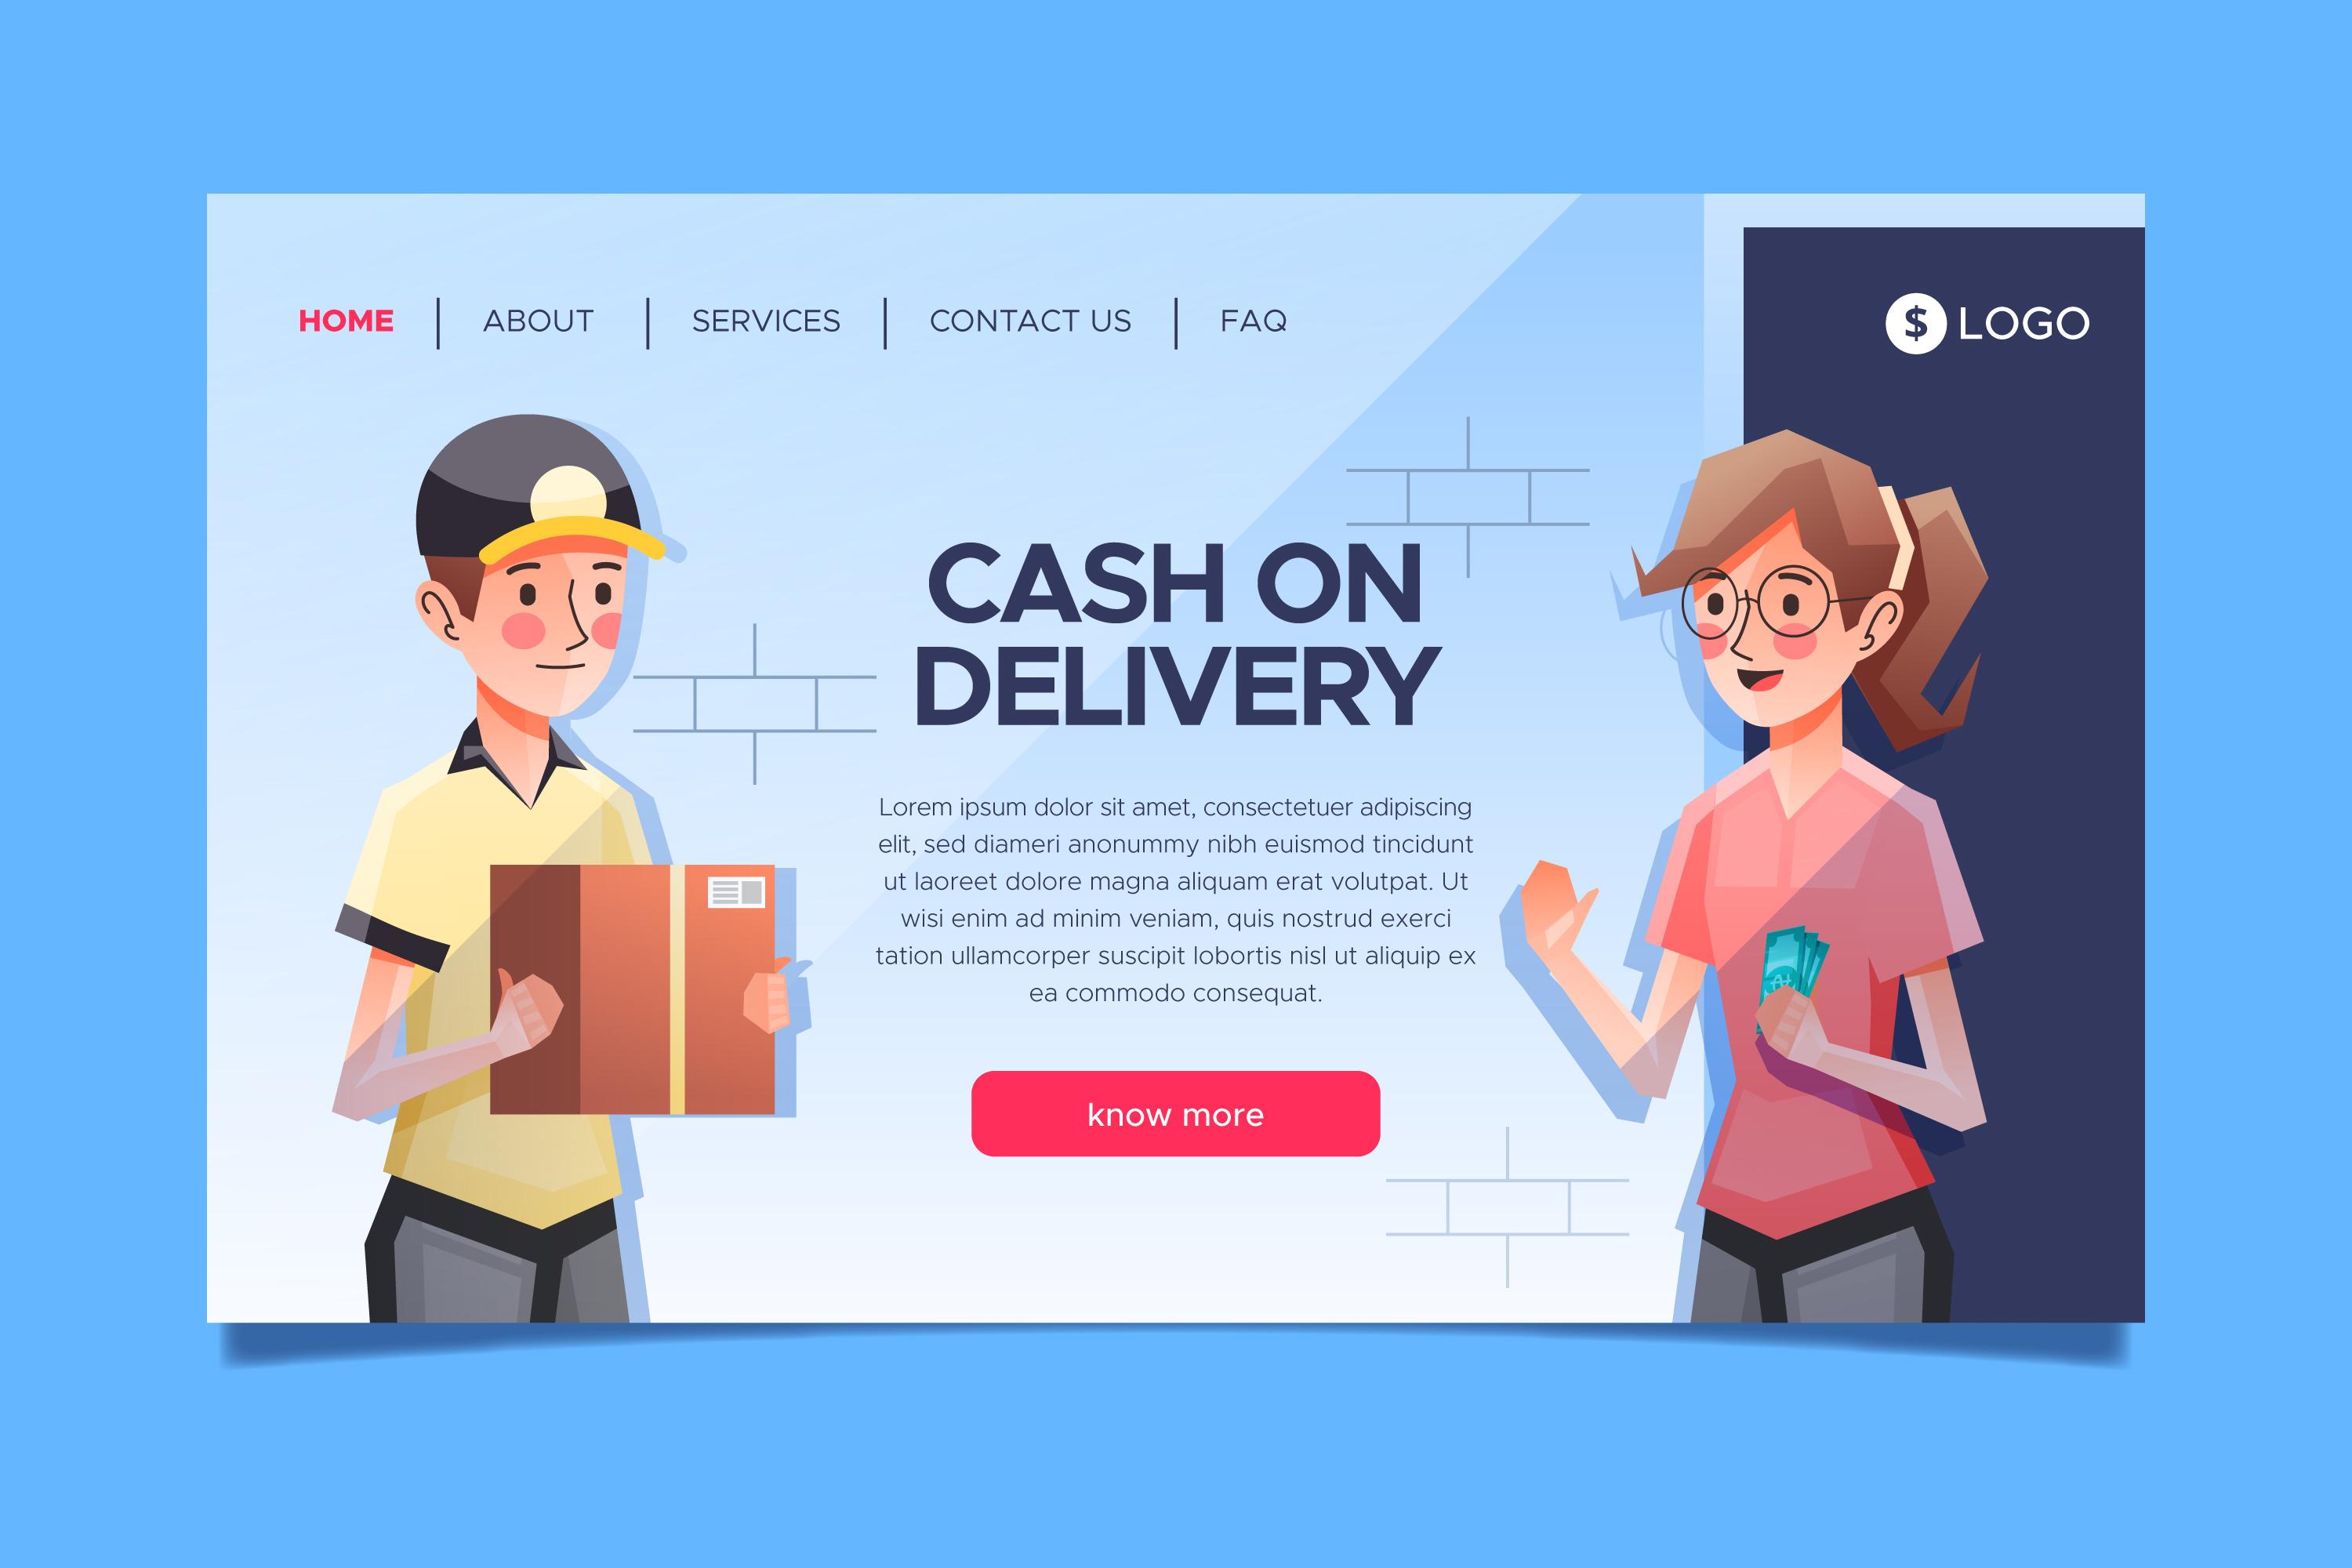 HOME ABOUT SERVICES CONTACT US FAQ
$ LOGO
CASH ON
DELIVERY
Lorem ipsum dolor sit amet, consectetuer adipiscing
elit, sed diameri anonummy nibh euismod tincidunt
ut laoreet dolore magna aliquam erat volutpat. Ut
wisi enim ad minim veniam, quis nostrud exerci
tation ullamcorper suscipit lobortis nisl ut aliquip ex
ea commodo consequat.
know more